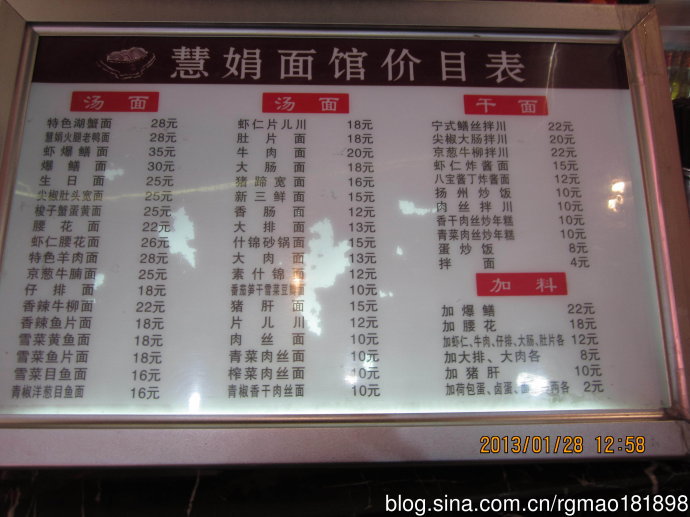 慧娟面馆价目表
汤 面
特色湖蟹面 28元
慧娟火腿老鸭面 28元
虾爆鳝面 35元
爆鳝面 30元
生日面 25元
尖椒肚头宽面 25元
梭子蟹蛋黄面 25元
腰花面 22元
虾仁腰花面 26元
特色羊肉面 28元
京葱牛腩面 25元
仔排面 18元
香辣牛柳面 22元
香辣鱼片面 18元
雪菜黄鱼面 18元
雪菜鱼片面 18元
雪菜目鱼面 16元
青椒洋葱目鱼面 16元
汤 面
虾仁片儿川 18元
肚片面 18元
牛肉面 20元
大肠面 18元
猪蹄宽面 16元
新三鲜面 15元
香肠面 12元
大排面 13元
什锦砂锅面 15元
大肉面 13元
素什锦面 12元
番茄笋干雪菜豆瓣面 10元
猪肝面 15元
片儿川 12元
肉丝面 10元
青菜肉丝面 10元
榨菜肉丝面 10元
青椒香干肉丝面 10元
干 面
宁式鳝丝拌川 22元
尖椒大肠拌川 20元
京葱牛柳拌川 22元
虾仁炸酱面 15元
八宝酱丁炸酱面 12元
扬州炒饭 10元
肉丝拌川 10元
香干肉丝炒年糕 10元
青菜肉丝炒年糕 10元
蛋炒饭 8元
拌面 4元
加 料
加爆鳝 22元
加腰花 18元
加虾仁、牛肉、仔排、大肠、肚片各 12元
加大排、大肉各 8元
加猪肝 10元
加荷包蛋、卤蛋、面 两各 2元
2013/01/28 12:58
blog.sina.com.cn/rgmao181898